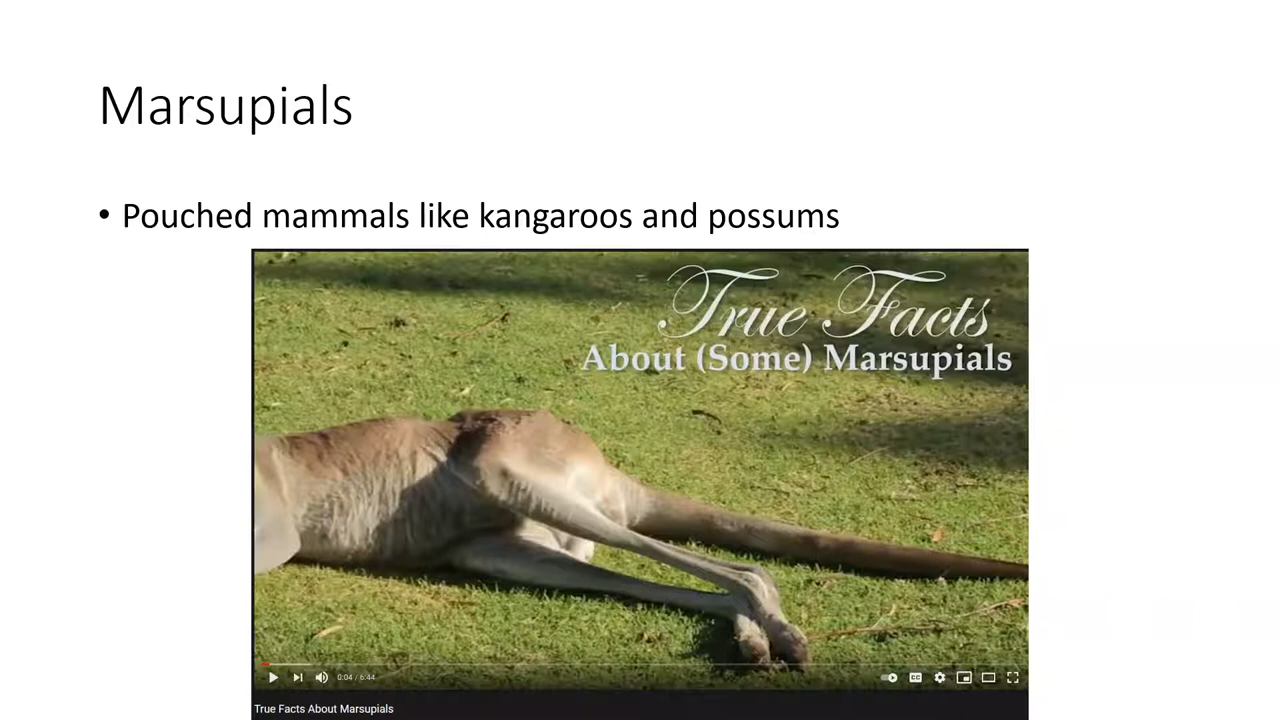 Marsupials
• Pouched mammals like kangaroos and possums
True Facts
About (Some) Marsupials
0:04 / 6:44
CC
True Facts About Marsupials